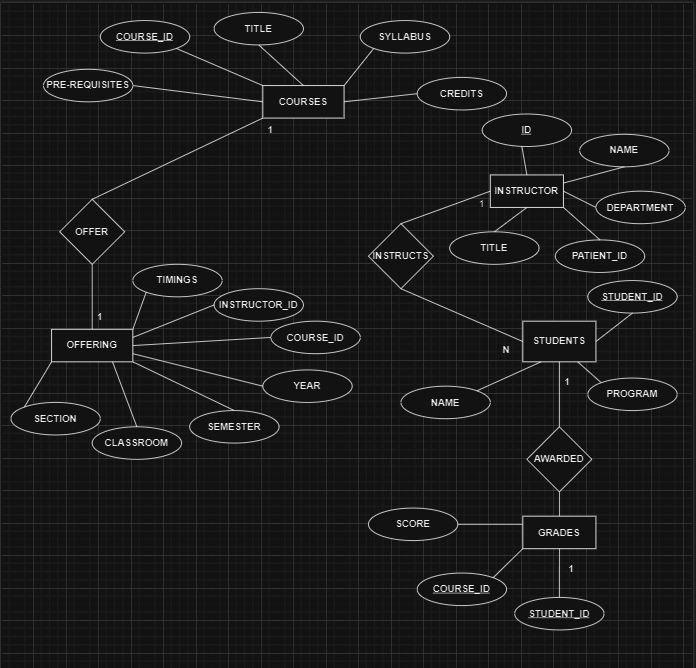 TITLE
COURSE_ID
SYLLABUS
PRE-REQUISITES
CREDITS
COURSES
1
ID
NAME
INSTRUCTOR
1
DEPARTMENT
OFFER
TITLE
INSTRUCTS
PATIENT_ID
TIMINGS
STUDENT_ID
INSTRUCTOR_ID
1
COURSE_ID
STUDENTS
OFFERING
N
YEAR
1
PROGRAM
NAME
SECTION
SEMESTER
CLASSROOM
AWARDED
SCORE
GRADES
1
COURSE_ID
STUDENT_ID